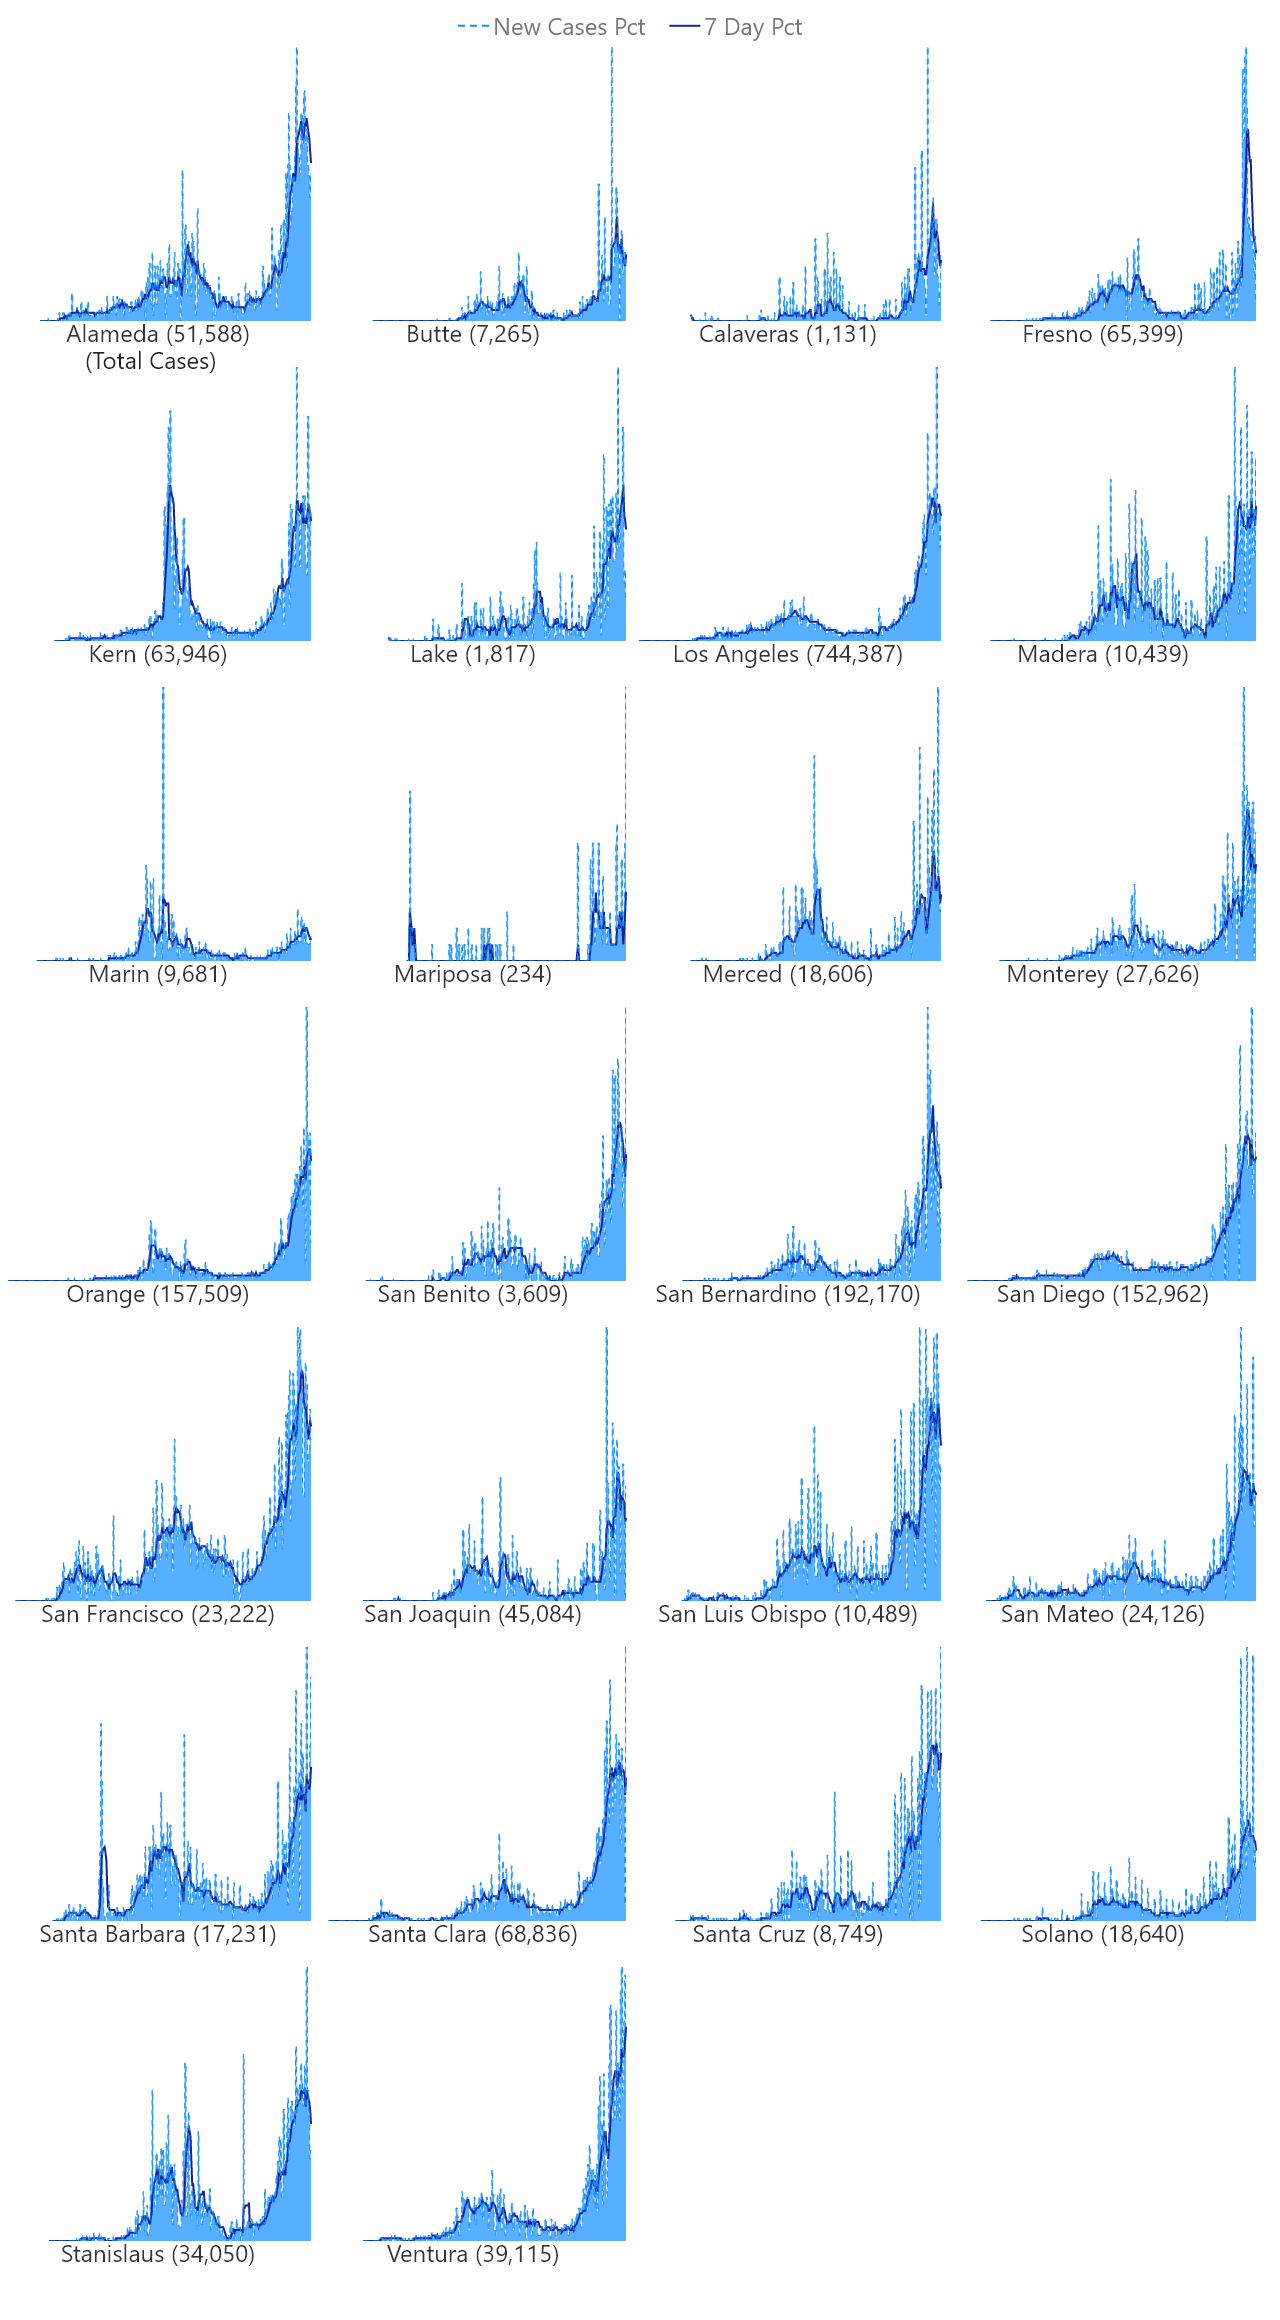 New Cases Pct 7 Day Pct
Alameda (51,588) Butte (7,265) Calaveras (1,131) Fresno (65,399)
(Total Cases)
Kern (63,946) Lake (1,817) Los Angeles (744,387) Madera (10,439)
Marin (9,681) Mariposa (234) Merced (18,606) Monterey (27,626)
Orange (157,509) San Benito (3,609) San Bernardino (192,170) San Diego (152,962)
San Francisco (23,222) San Joaquin (45,084) San Luis Obispo (10,489) San Mateo (24,126)
Santa Barbara (17,231) Santa Clara (68,836) Santa Cruz (8,749) Solano (18,640)
Stanislaus (34,050) Ventura (39,115)